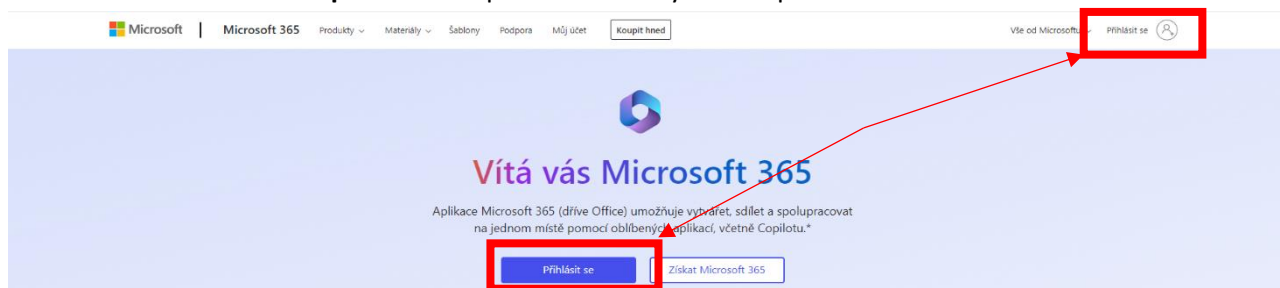 Microsoft | Microsoft 365 Produkty Materiály Šablony Podpora Můj účet Koupit hned Vše od Microsoftu Přihlásit se
Vítá vás Microsoft 365
Aplikace Microsoft 365 (dříve Office) umožňuje vytvářet, sdílet a spolupracovat
na jednom místě pomocí oblíbených aplikací, včetně Copilotu.*
Přihlásit se Získat Microsoft 365